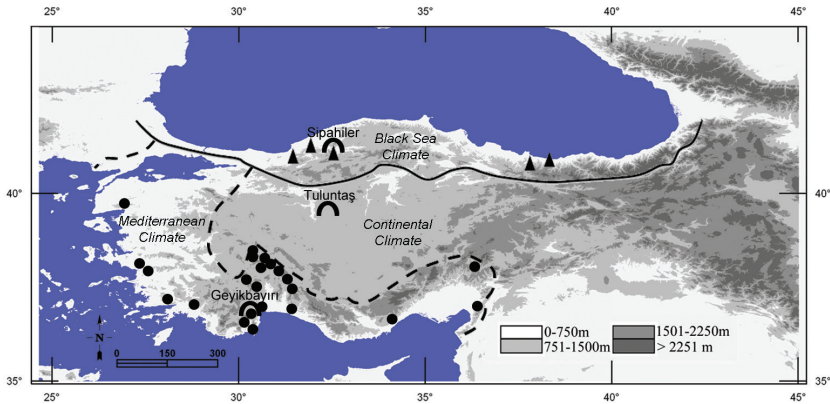 25° 30° 35° 40° 45°
Sipahiler
Black Sea
Climate
40° 40°
Tuluntaş
Mediterranean
Climate
Continental
Climate
Geyikbayırı
N
0 150 300
0-750m 1501-2250m
751-1500m > 2251 m
35° 35°
25° 30° 35° 40° 45°